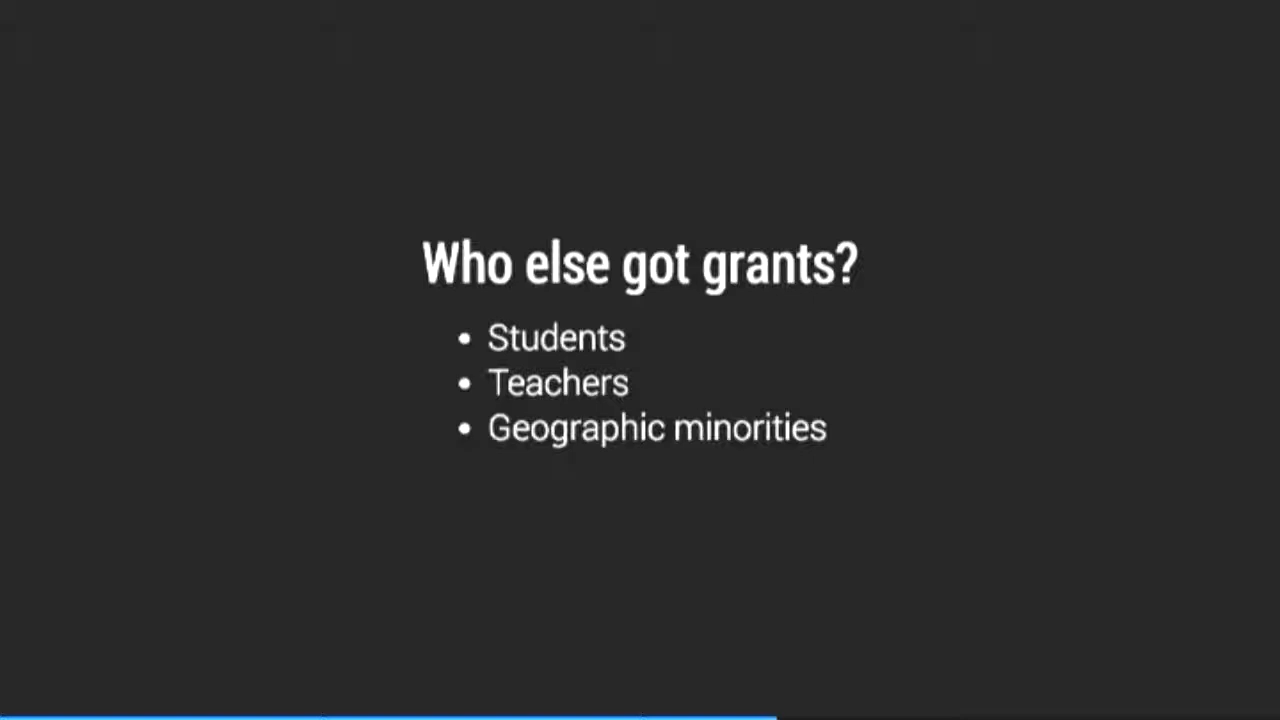 Who else got grants?
• Students
• Teachers
• Geographic minorities